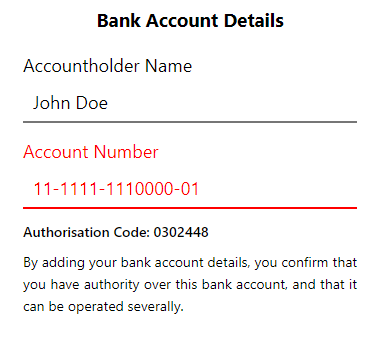 Bank Account Details
Accountholder Name
John Doe
Account Number
11-1111-1110000-01
Authorisation Code: 0302448
By adding your bank account details, you confirm that
you have authority over this bank account, and that it
can be operated severally.